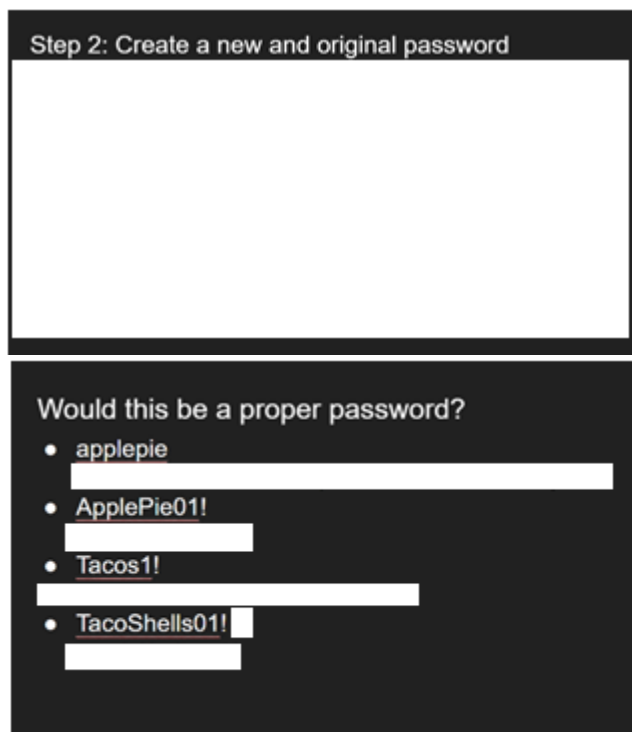 Step 2: Create a new and original password
Would this be a proper password?
● applepie
● ApplePie01!
● Tacos1!
● TacoShells01!